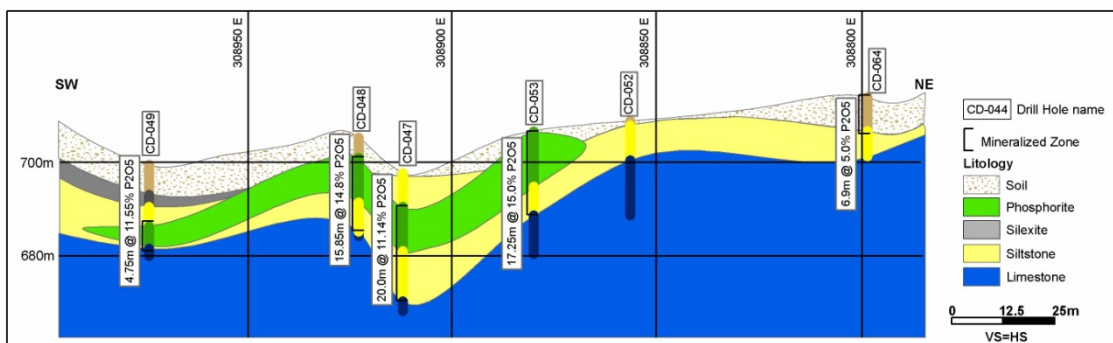 308950 E
308900 E
308850 E
308800 E
SW
NE
CD-049
CD-048
CD-047
CD-053
CD-052
CD-064
700m
680m
4.75m @ 11.55% P2O5
15.85m @ 14.8% P2O5
20.0m @ 11.14% P2O5
17.25m @ 15.0% P2O5
6.9m @ 5.0% P2O5
CD-044 Drill Hole name
Mineralized Zone
Litology
Soil
Phosphorite
Silexite
Siltstone
Limestone
0 12.5 25m
VS=HS